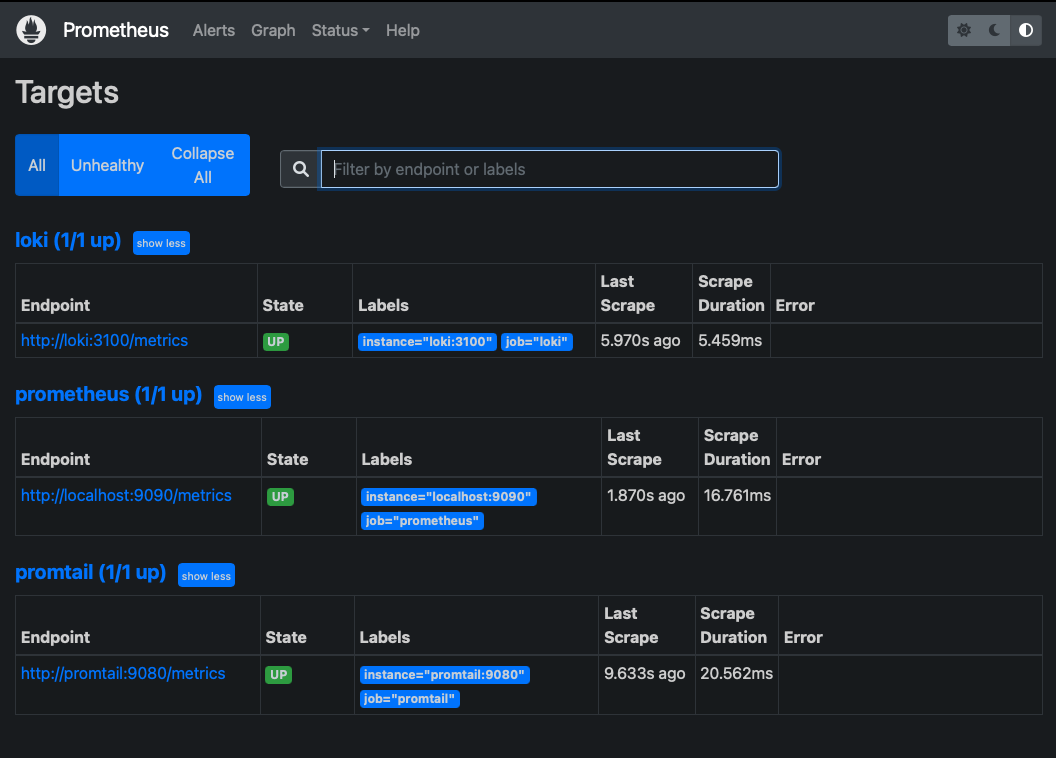 Prometheus Alerts Graph Status Help
Targets
All Unhealthy Collapse All
Filter by endpoint or labels
loki (1/1 up) show less
Endpoint State Labels Last Scrape Scrape Duration Error
http://loki:3100/metrics UP instance="loki:3100" job="loki" 5.970s ago 5.459ms
prometheus (1/1 up) show less
Endpoint State Labels Last Scrape Scrape Duration Error
http://localhost:9090/metrics UP instance="localhost:9090" 1.870s ago 16.761ms
job="prometheus"
promtail (1/1 up) show less
Endpoint State Labels Last Scrape Scrape Duration Error
http://promtail:9080/metrics UP instance="promtail:9080" 9.633s ago 20.562ms
job="promtail"